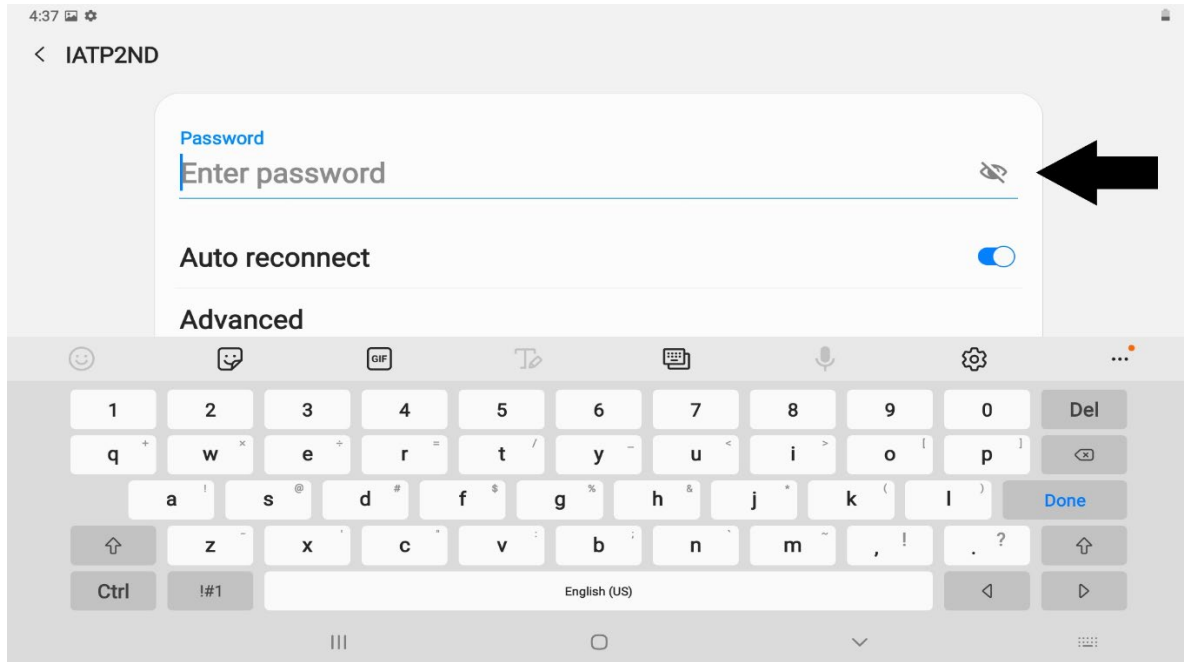 4:37
IATP2ND
Password
Enter password
Auto reconnect
Advanced
GIF
1 2 3 4 5 6 7 8 9 0 Del
q + w × e ÷ r = t / y _ u < i > o [ p ]
a ! s @ d # f $ g % h & j * k ( l ) Done
z - x ' c " v : b ; n ` m ~ , ! . ?
Ctrl !#1 English (US)